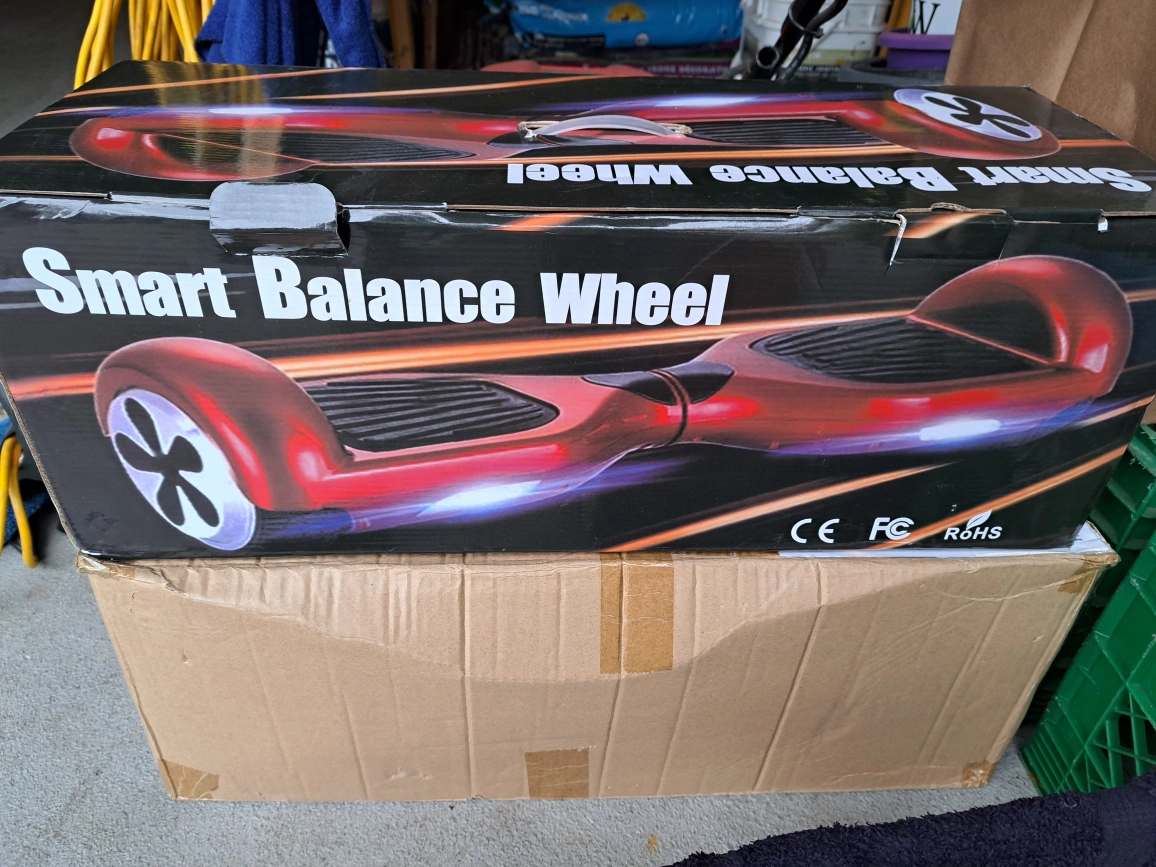 W
Smart Balance Wheel
Smart Balance Wheel
CE FC RoHS